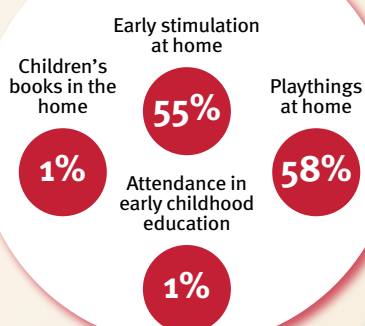 Early stimulation
at home
55%
Children's
books in the
home
1%
Playthings
at home
58%
Attendance in
early childhood
education
1%